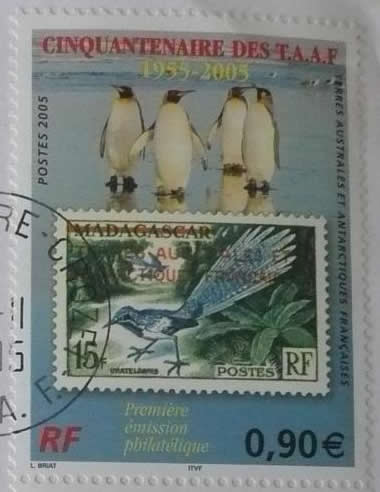 CINQUANTENAIRE DES T.A.A.F
1955-2005
POSTES 2005
TERRES AUSTRALES ET ANTARCTIQUES FRANÇAISES
MADAGASCAR
15F
URATELORNIS
POSTES
RF
Première
émission
philatélique
RF
0,90€
L. BRIAT
ITVF